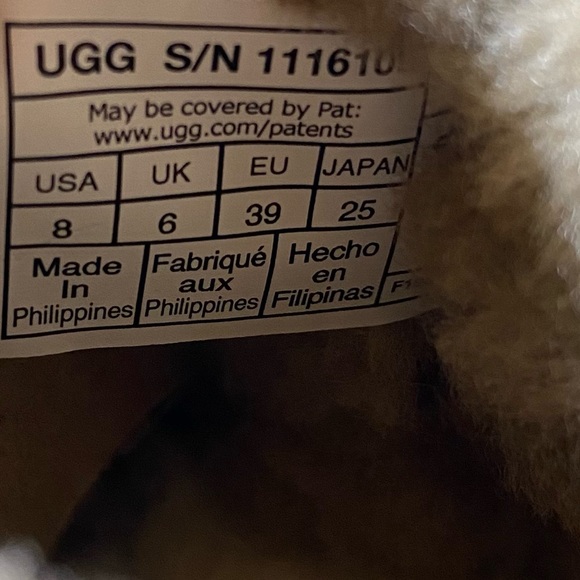 UGG S/N 111610
May be covered by Pat:
www.ugg.com/patents
USA UK EU JAPAN
8 6 39 25
Made In Philippines
Fabriqué aux Philippines
Hecho en Filipinas